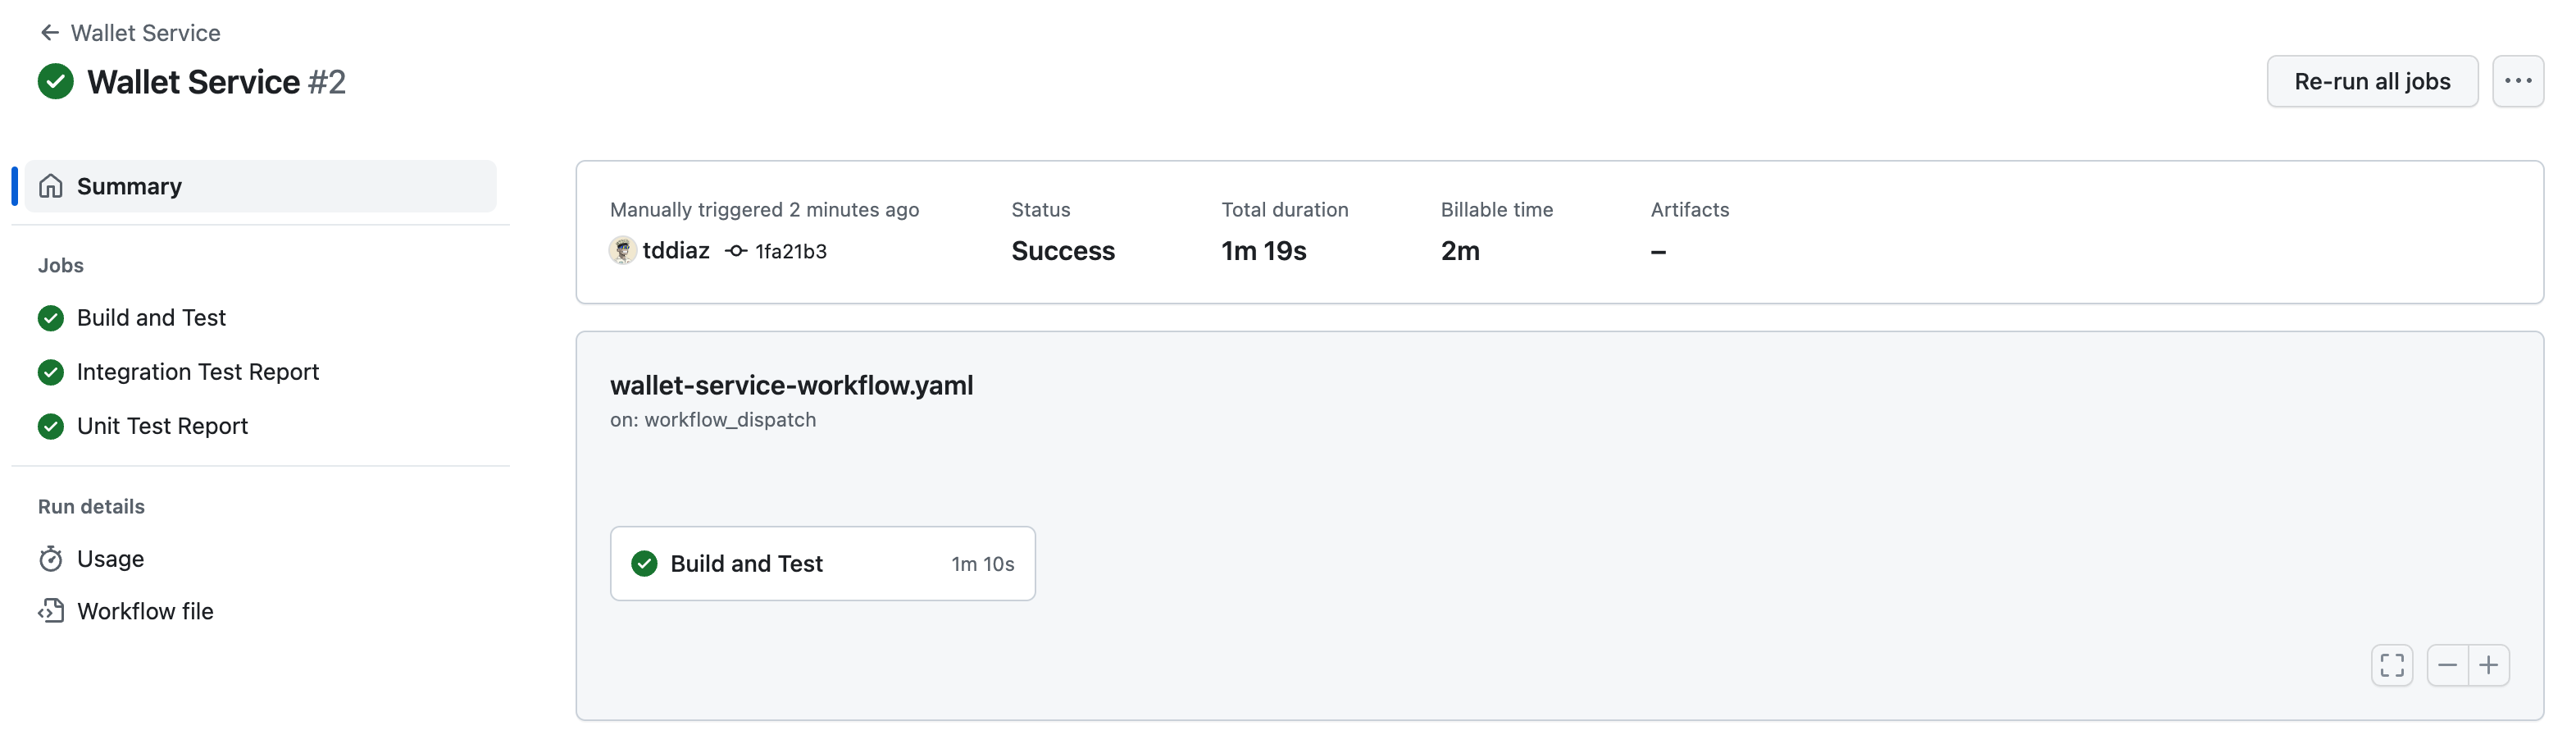 Wallet Service
Wallet Service #2
Re-run all jobs
Summary
Jobs
Build and Test
Integration Test Report
Unit Test Report
Run details
Usage
Workflow file
Manually triggered 2 minutes ago
tddiaz 1fa21b3
Status
Success
Total duration
1m 19s
Billable time
2m
Artifacts
–
wallet-service-workflow.yaml
on: workflow_dispatch
Build and Test 1m 10s